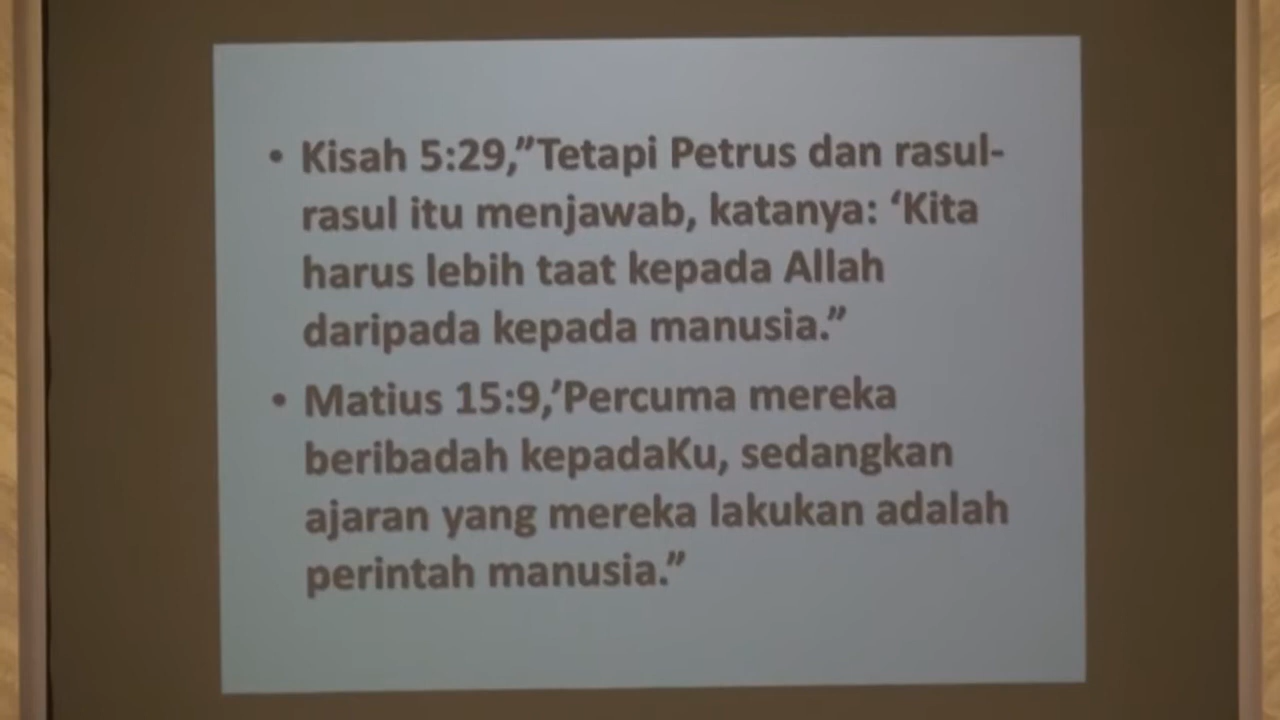 • Kisah 5:29,”Tetapi Petrus dan rasul-
rasul itu menjawab, katanya: ‘Kita
harus lebih taat kepada Allah
daripada kepada manusia.”
• Matius 15:9,’Percuma mereka
beribadah kepadaKu, sedangkan
ajaran yang mereka lakukan adalah
perintah manusia.”